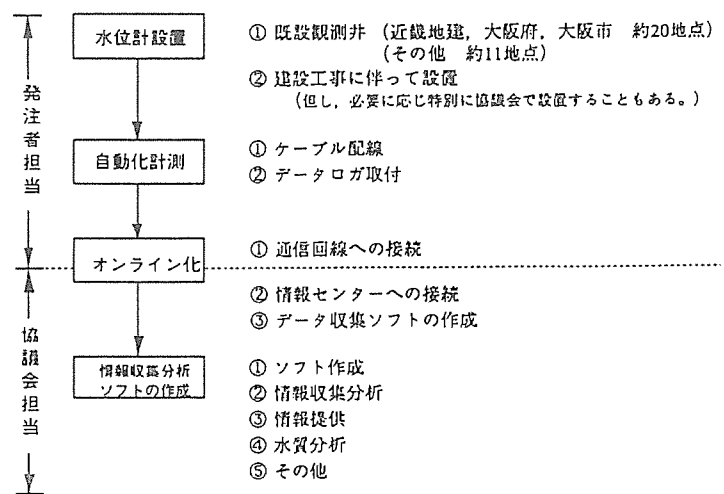 水位計設置
① 既設観測井 (近畿地建, 大阪府, 大阪市 約20地点)
(その他 約11地点)
② 建設工事に伴って設置
(但し, 必要に応じ特別に協議会で設置することもある。)
発注者担当
自動化計測
① ケーブル配線
② データロガ取付
オンライン化
① 通信回線への接続
② 情報センターへの接続
③ データ収集ソフトの作成
協議会担当
情報収集分析
ソフトの作成
① ソフト作成
② 情報収集分析
③ 情報提供
④ 水質分析
⑤ その他